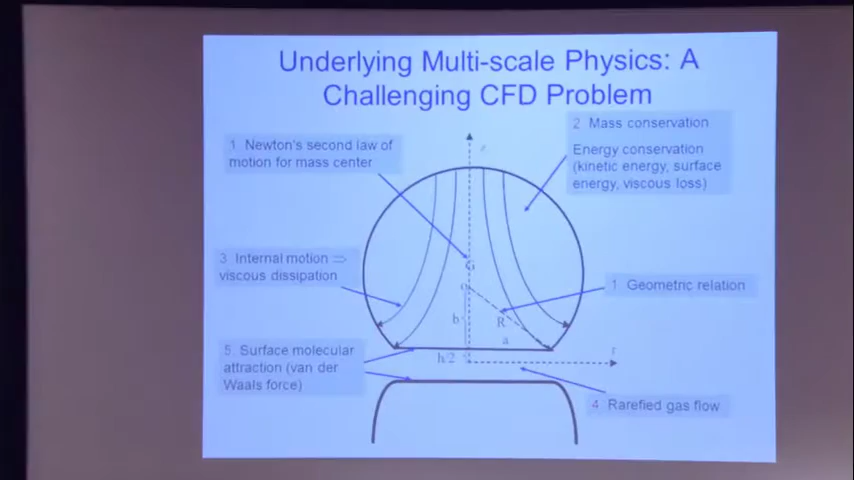 Underlying Multi-scale Physics: A
Challenging CFD Problem
1. Newton's second law of
motion for mass center
2. Mass conservation
Energy conservation
(kinetic energy, surface
energy, viscous loss)
3. Internal motion ⇒
viscous dissipation
1. Geometric relation
5. Surface molecular
attraction (van der
Waals force)
4. Rarefied gas flow
G
o
b
R
a
h/2
r